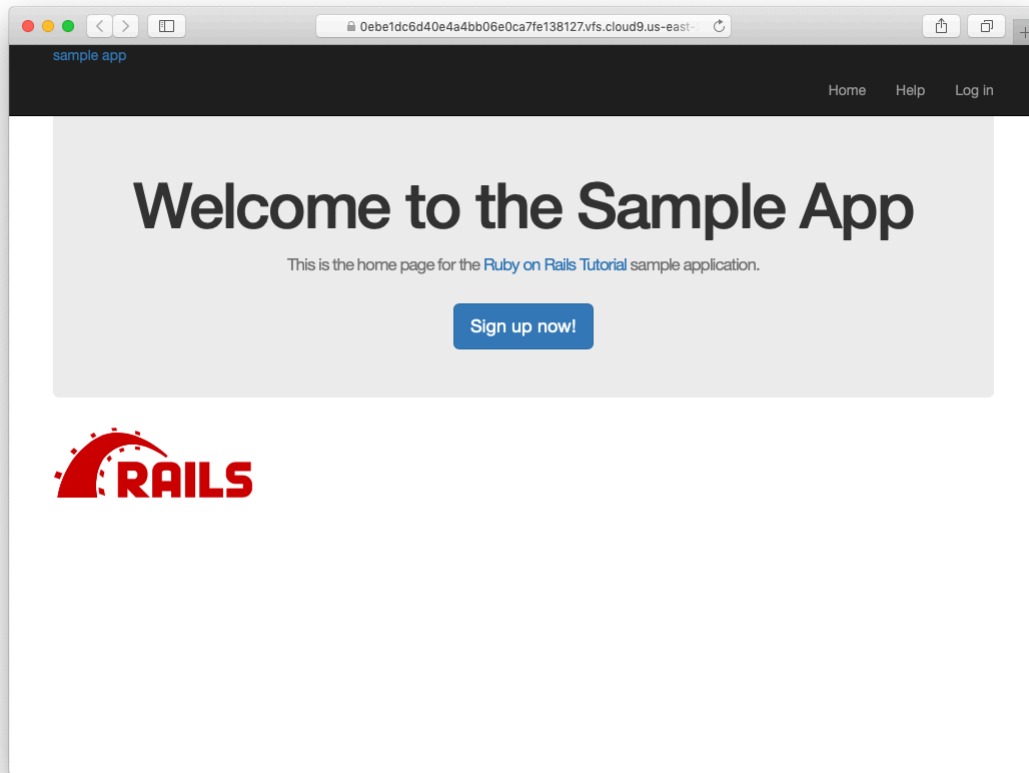 0ebe1dc6d40e4a4bb06e0ca7fe138127.vfs.cloud9.us-east-
sample app
Home Help Log in
Welcome to the Sample App
This is the home page for the Ruby on Rails Tutorial sample application.
Sign up now!
RAILS